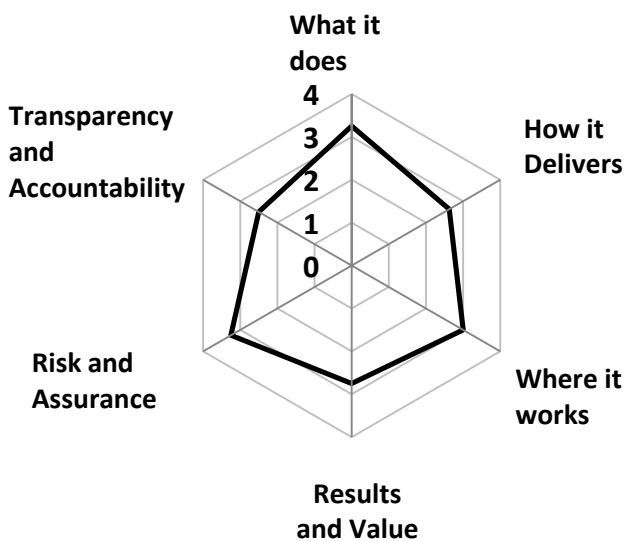 What it
does
4
3
2
1
0
How it
Delivers
Where it
works
Results
and Value
Risk and
Assurance
Transparency
and
Accountability